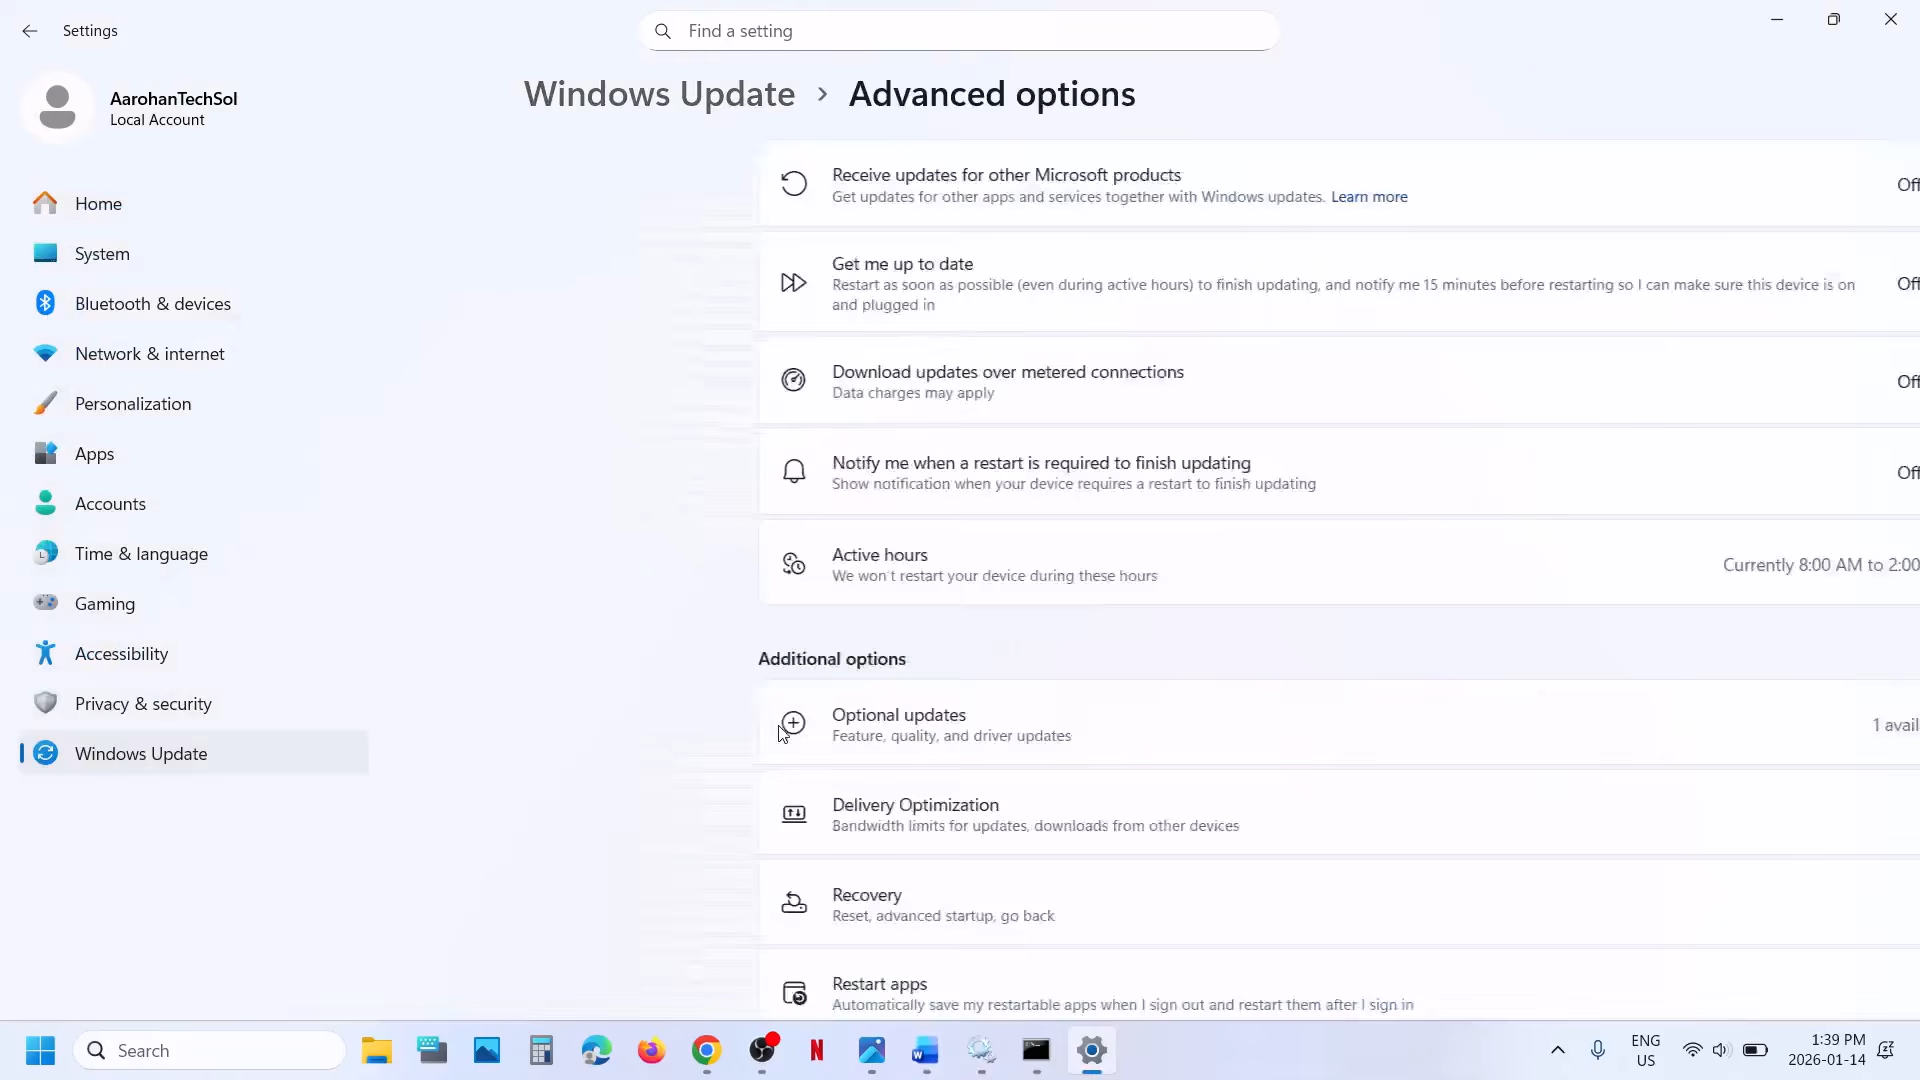 Settings
Find a setting
AarohanTechSol
Local Account
Windows Update > Advanced options
Home
System
Bluetooth & devices
Network & internet
Personalization
Apps
Accounts
Time & language
Gaming
Accessibility
Privacy & security
Windows Update
Receive updates for other Microsoft products
Off
Get updates for other apps and services together with Windows updates. Learn more
Get me up to date
Restart as soon as possible (even during active hours) to finish updating, and notify me 15 minutes before restarting so I can make sure this device is on
and plugged in
Off
Download updates over metered connections
Data charges may apply
Off
Notify me when a restart is required to finish updating
Show notification when your device requires a restart to finish updating
Off
Active hours
We won't restart your device during these hours
Currently 8:00 AM to 2:00
Additional options
Optional updates
Feature, quality, and driver updates
1 avail
Delivery Optimization
Bandwidth limits for updates, downloads from other devices
Recovery
Reset, advanced startup, go back
Restart apps
Automatically save my restartable apps when I sign out and restart them after I sign in
Search
N
W
ENG
US
1:39 PM
2026-01-14